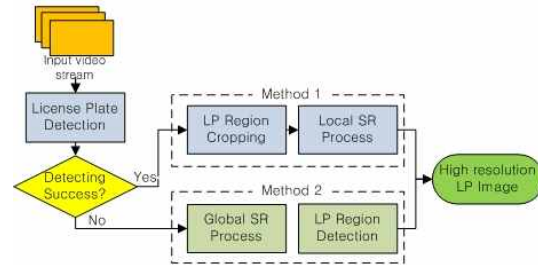 Input video
stream
License Plate
Detection
Detecting
Success?
Yes
No
Method 1
LP Region
Cropping
Local SR
Process
Method 2
Global SR
Process
LP Region
Detection
High resolution
LP Image